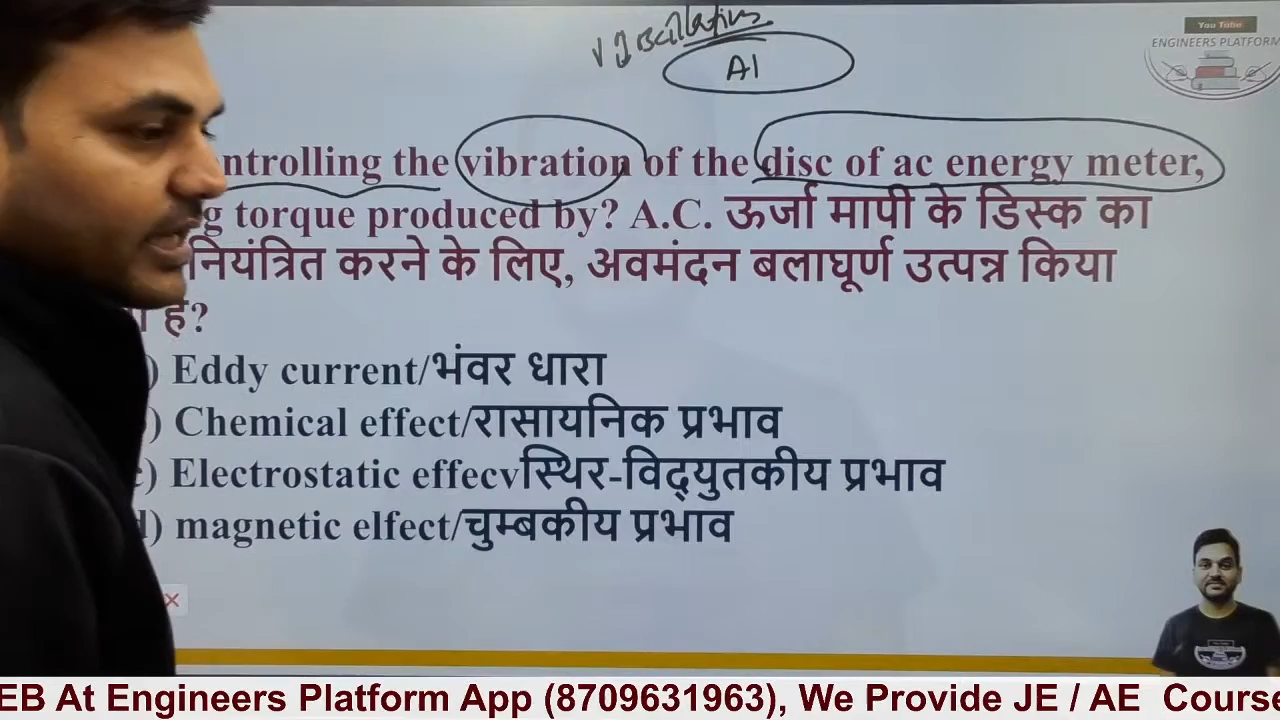 oscillations
Al
You Tube
ENGINEERS PLATFORM
ntrolling the vibration of the disc of ac energy meter,
g torque produced by? A.C. ऊर्जा मापी के डिस्क का
नियंत्रित करने के लिए, अवमंदन बलाघूर्ण उत्पन्न किया
है?
) Eddy current/भंवर धारा
) Chemical effect/रासायनिक प्रभाव
c) Electrostatic effecvस्थिर-विद्युतकीय प्रभाव
d) magnetic elfect/चुम्बकीय प्रभाव
EB At Engineers Platform App (8709631963), We Provide JE / AE Course